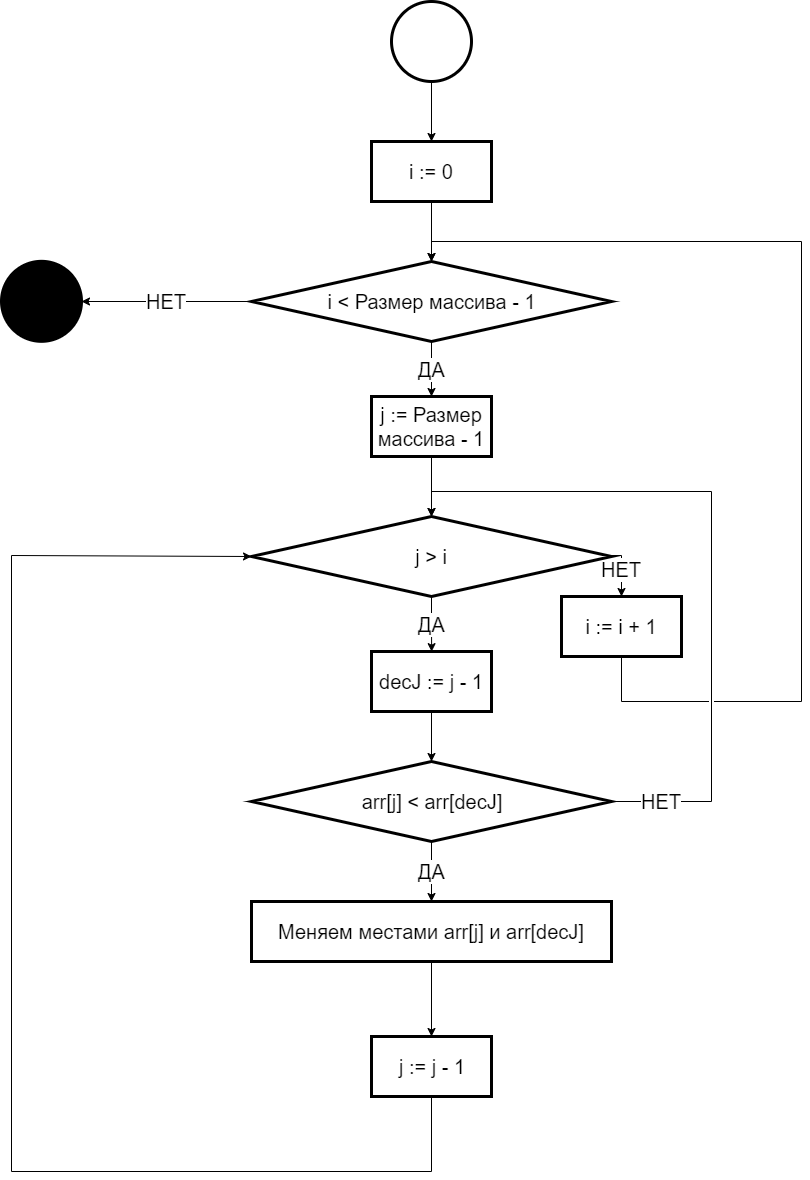 i := 0
НЕТ
i < Размер массива - 1
ДА
j := Размер
массива - 1
j > i
НЕТ
ДА
i := i + 1
decJ := j - 1
arr[j] < arr[decJ]
НЕТ
ДА
Меняем местами arr[j] и arr[decJ]
j := j - 1